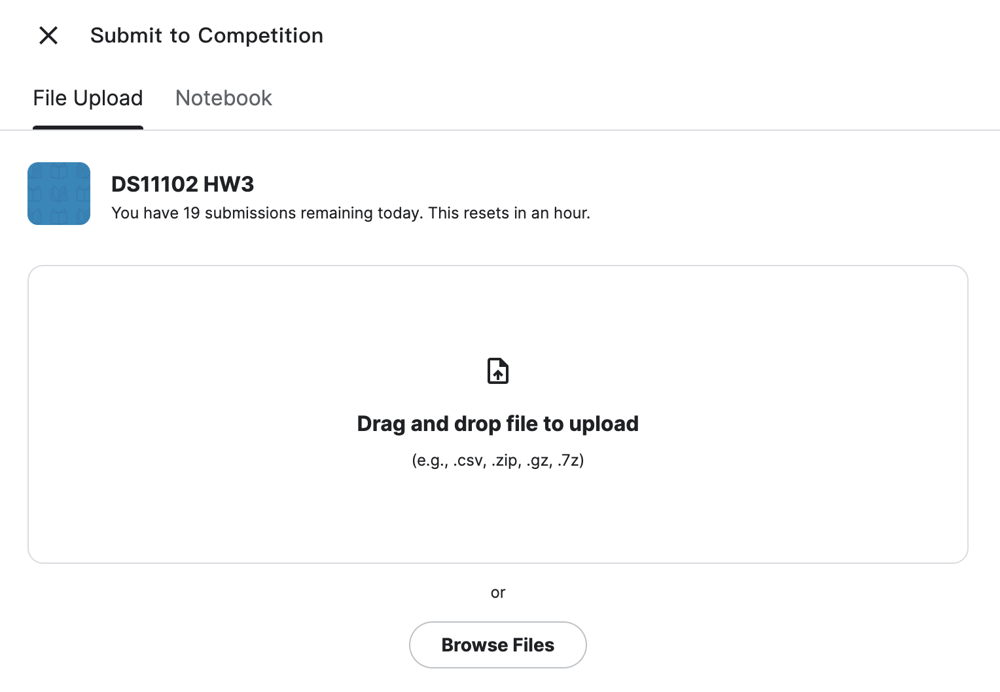 Submit to Competition
File Upload
Notebook
DS11102 HW3
You have 19 submissions remaining today. This resets in an hour.
Drag and drop file to upload
(e.g., .csv, .zip, .gz, .7z)
or
Browse Files